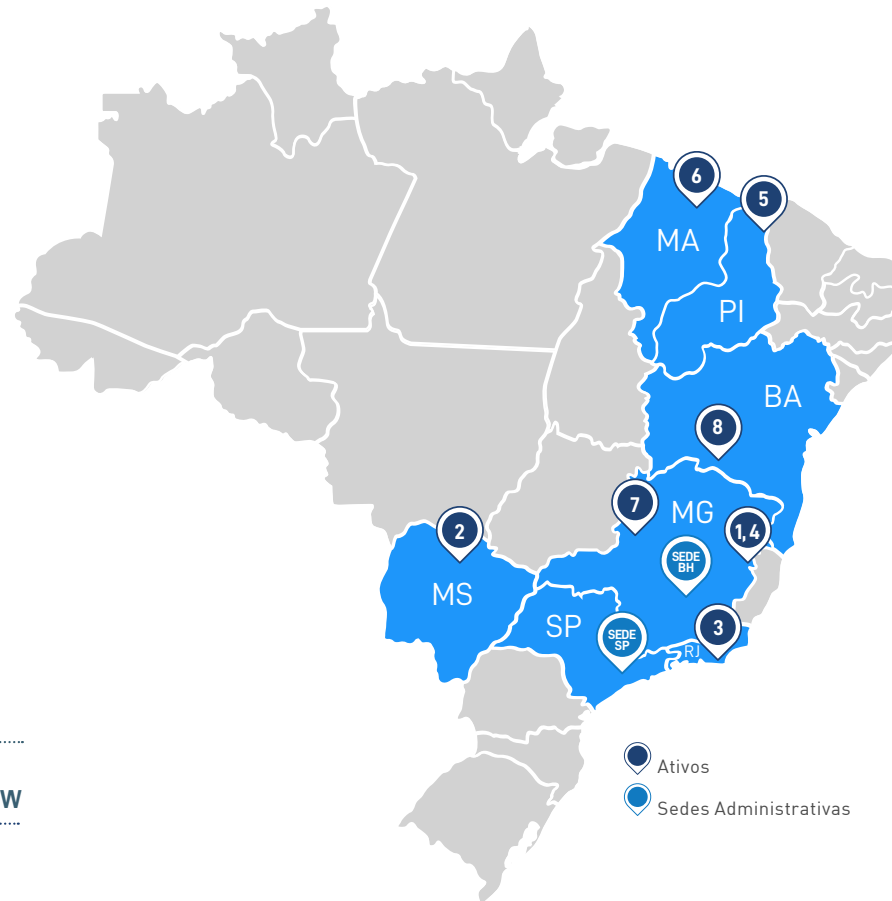 6
5
MA
PI
BA
8
7
MG
2
1,4
SEDE
BH
MS
SP
SEDE
SP
3
RJ
Ativos
W
Sedes Administrativas